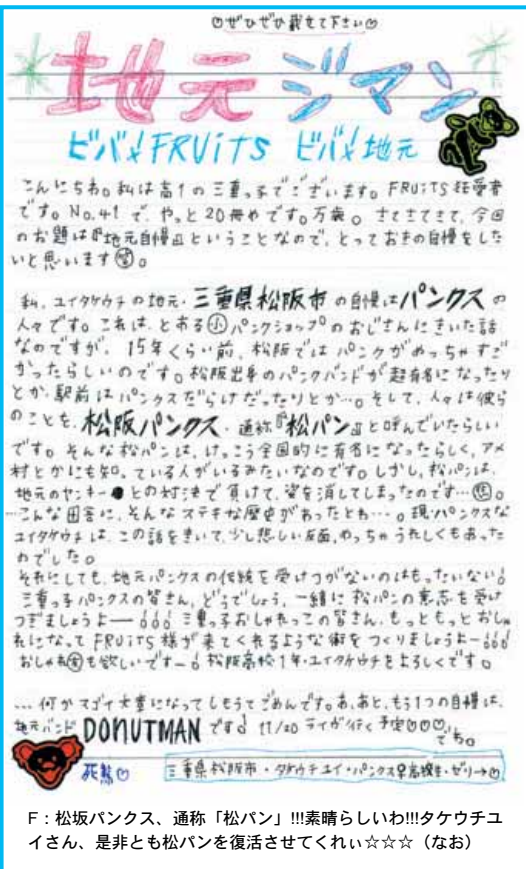 ♡ぜひぜひ載せて下さい♡
地元ジマン
ビバ!FRUiTS ビバ!地元
こんにちわ。私は高1の三重っ子でございます。FRUiTS狂愛者
です。No.41で、やっと20冊めです。万歳。さてさてさて、今回
のお題は『地元自慢』ということなので、とっておきの自慢をした
いと思います㊗。
私、ユイタケウチの地元・三重県松阪市の自慢はパンクスの
人々です。これは、とある㊙パンクショップのおじさんにきいた話
なのですが、15年くらい前、松阪ではパンクがめっちゃすご
かったらしいのです。松阪出身のパンクバンドが超有名になったり
とか、駅前はパンクスだらけだったりとか…。そして、人々は彼ら
のことを、松阪パンクス・通称『松パン』と呼んでいたらしい
です。そんな松パンは、けっこう全国的に有名になったらしく、アメ
村とかにも知っている人がいるみたいなのです。しかし、松パンは、
地元のヤンキーとの対決で負けて、姿を消してしまったのです…㊟。
…こんな田舎に、そんなステキな歴史があったとわ…。現・パンクスな
ユイタケウチは、この話をきいて、少し悲しい反面、めっちゃうれしくもあった
わでした。
それにしても、地元パンクスの伝統を受けつがないのはもったいない!
三重っ子パンクスの皆さん、どうでしょう、一緒に松パンの意志を受け
つぎましょうよー!!! 三重っ子おしゃれっこの皆さん、もっともっとおしゃ
れになって FRUiTS様が来てくれるような街をつくりましょうよー!!!
おしゃれ㊛も欲しいですー! 松阪高校1年・ユイタケウチをよろしくです。
…何かスゴイ文章になってしもうてごめんです。あ、あと、もう1つの自慢は、
地元バンド DONUTMAN です! 11/20 ライヴ行く予定♡♡♡
でわ。
死熊♡
三重県松阪市・タケウチユイ・パンクス♀高校生・ゼリー→♡
F：松坂パンクス、通称「松パン」!!!素晴らしいわ!!!タケウチユ
イさん、是非とも松パンを復活させてくれぃ☆☆☆（なお）